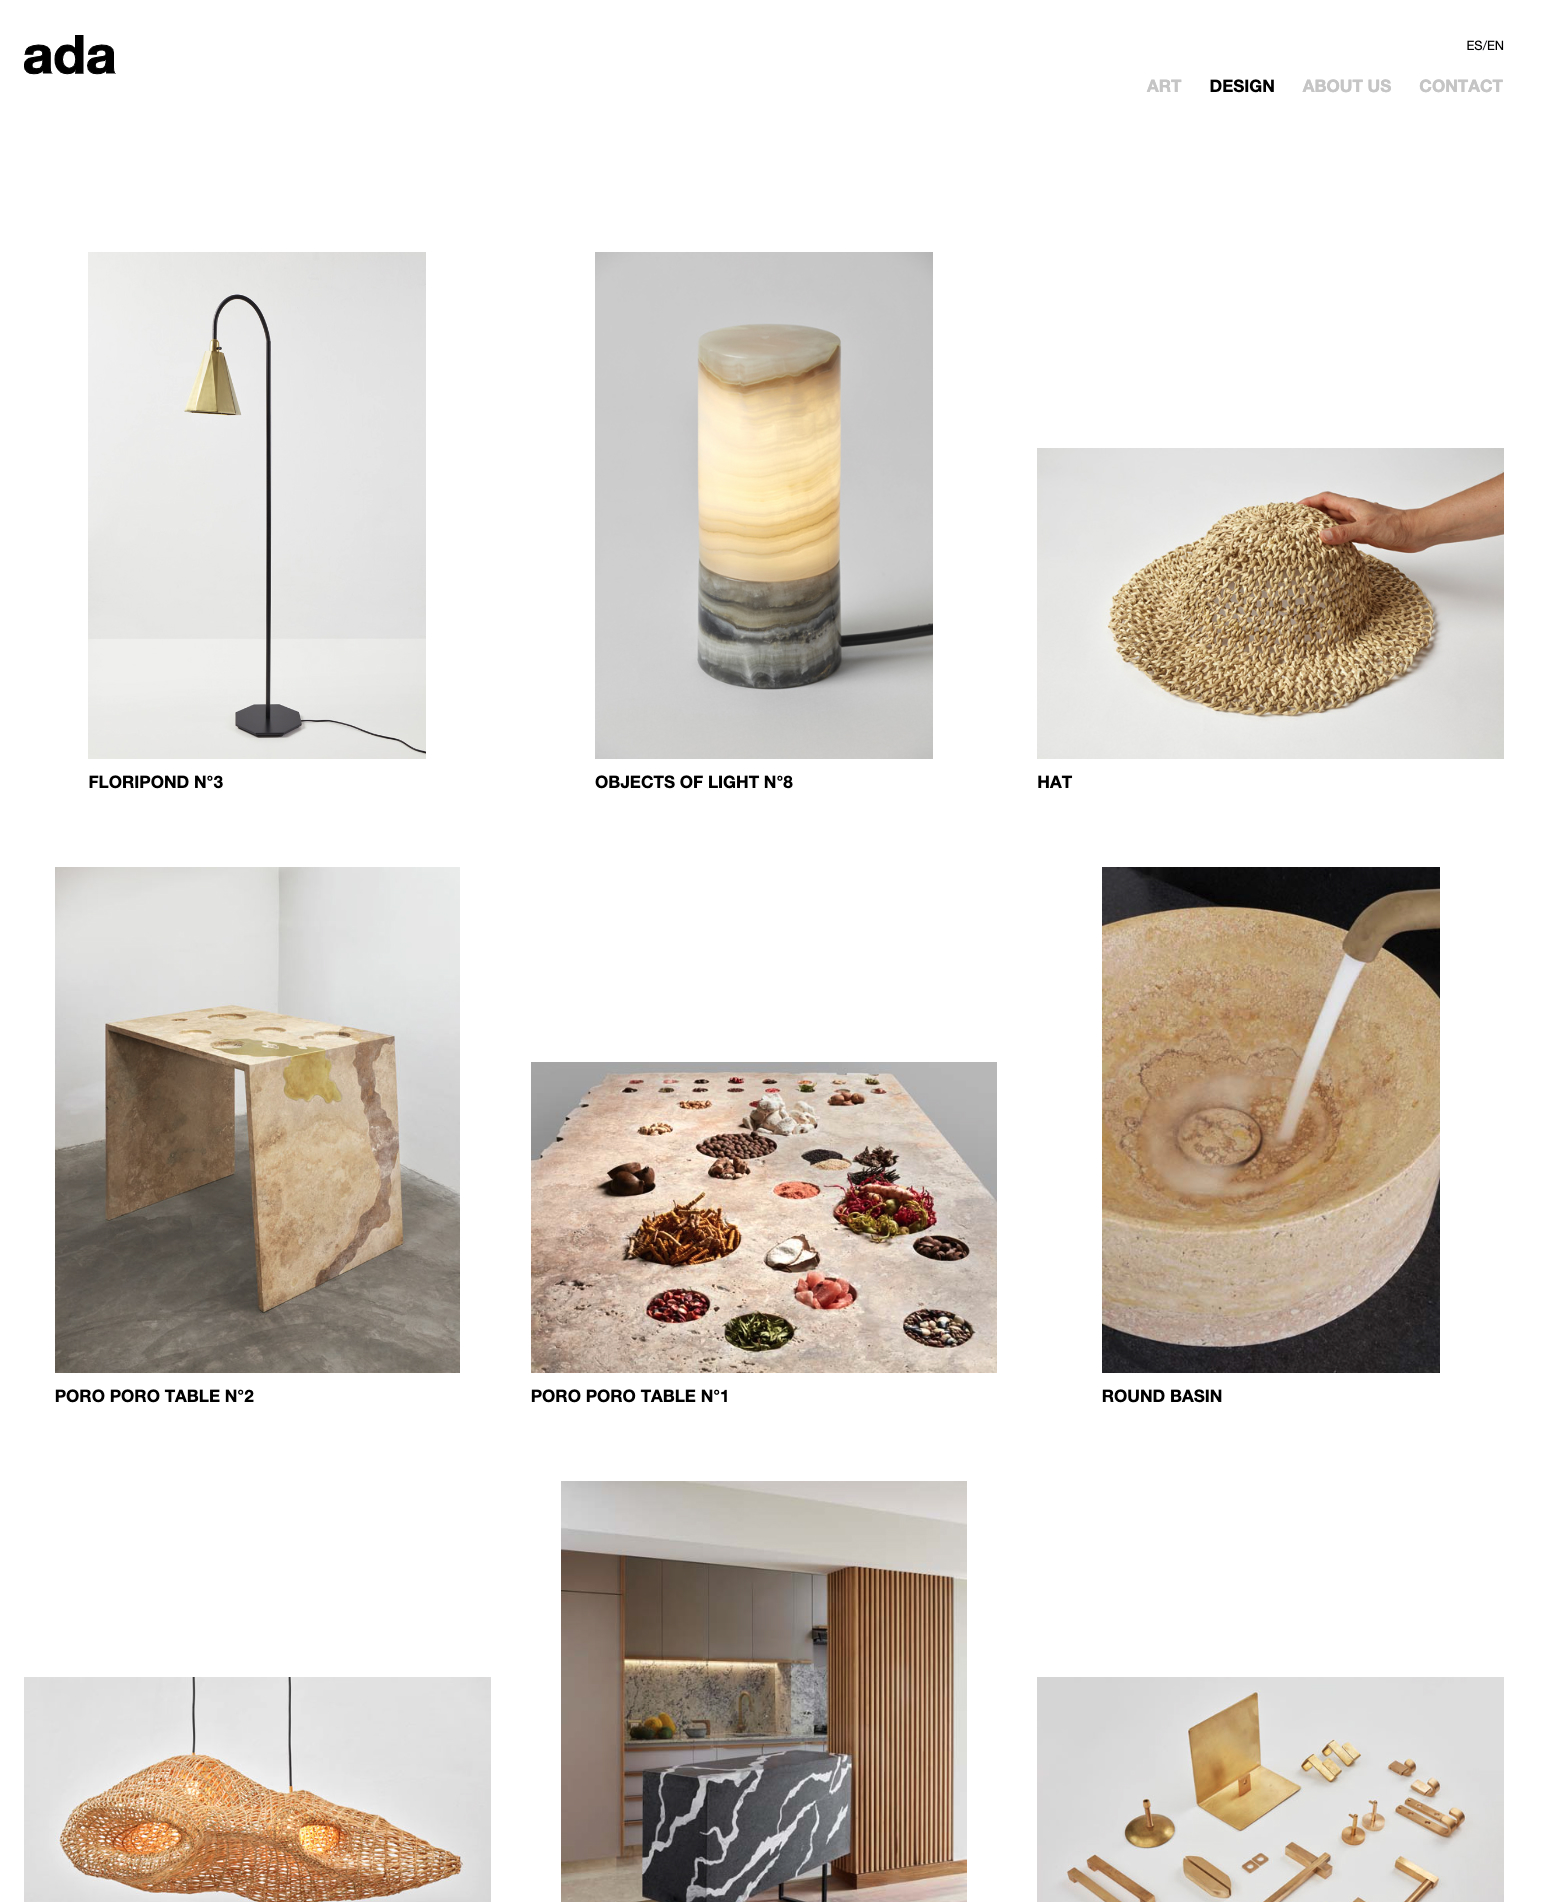 ada
ES/EN
ART DESIGN ABOUT US CONTACT
FLORIPOND N°3
OBJECTS OF LIGHT N°8
HAT
PORO PORO TABLE N°2
PORO PORO TABLE N°1
ROUND BASIN